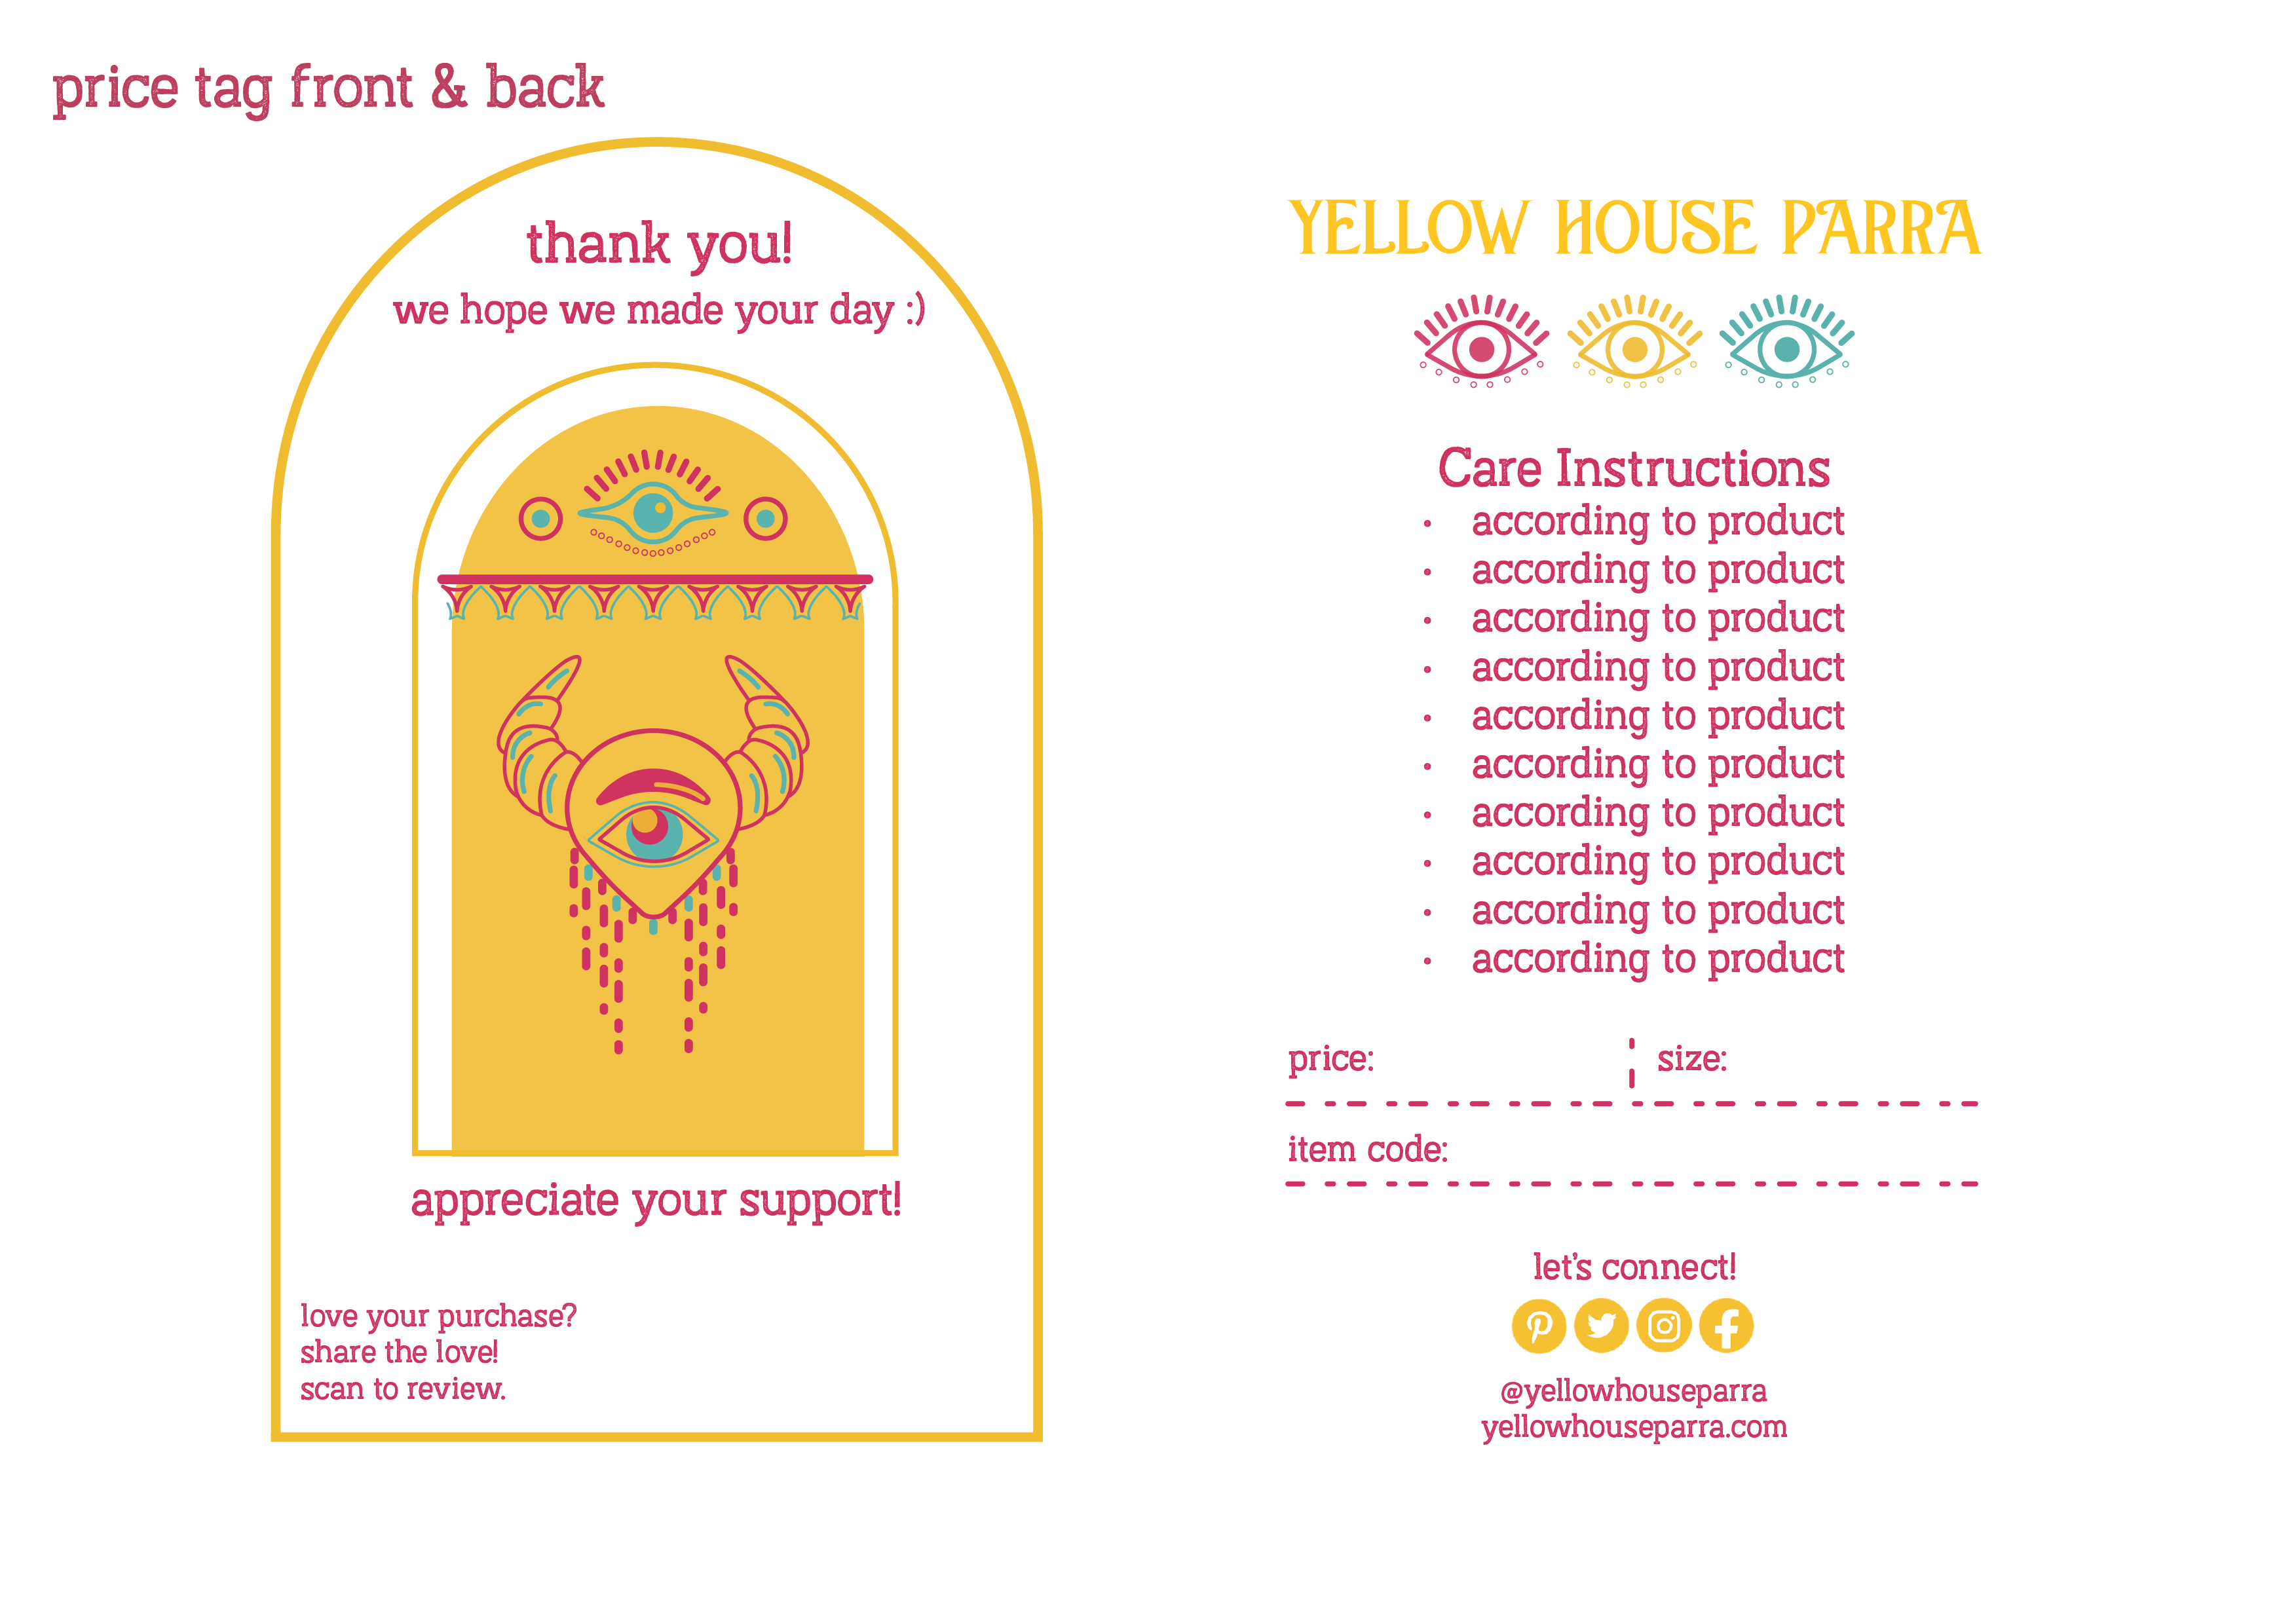 price tag front & back
thank you!
we hope we made your day :)
appreciate your support!
love your purchase?
share the love!
scan to review.
YELLOW HOUSE PARRA
Care Instructions
· according to product
· according to product
· according to product
· according to product
· according to product
· according to product
· according to product
· according to product
· according to product
· according to product
price: size:
item code:
let's connect!
@yellowhouseparra
yellowhouseparra.com